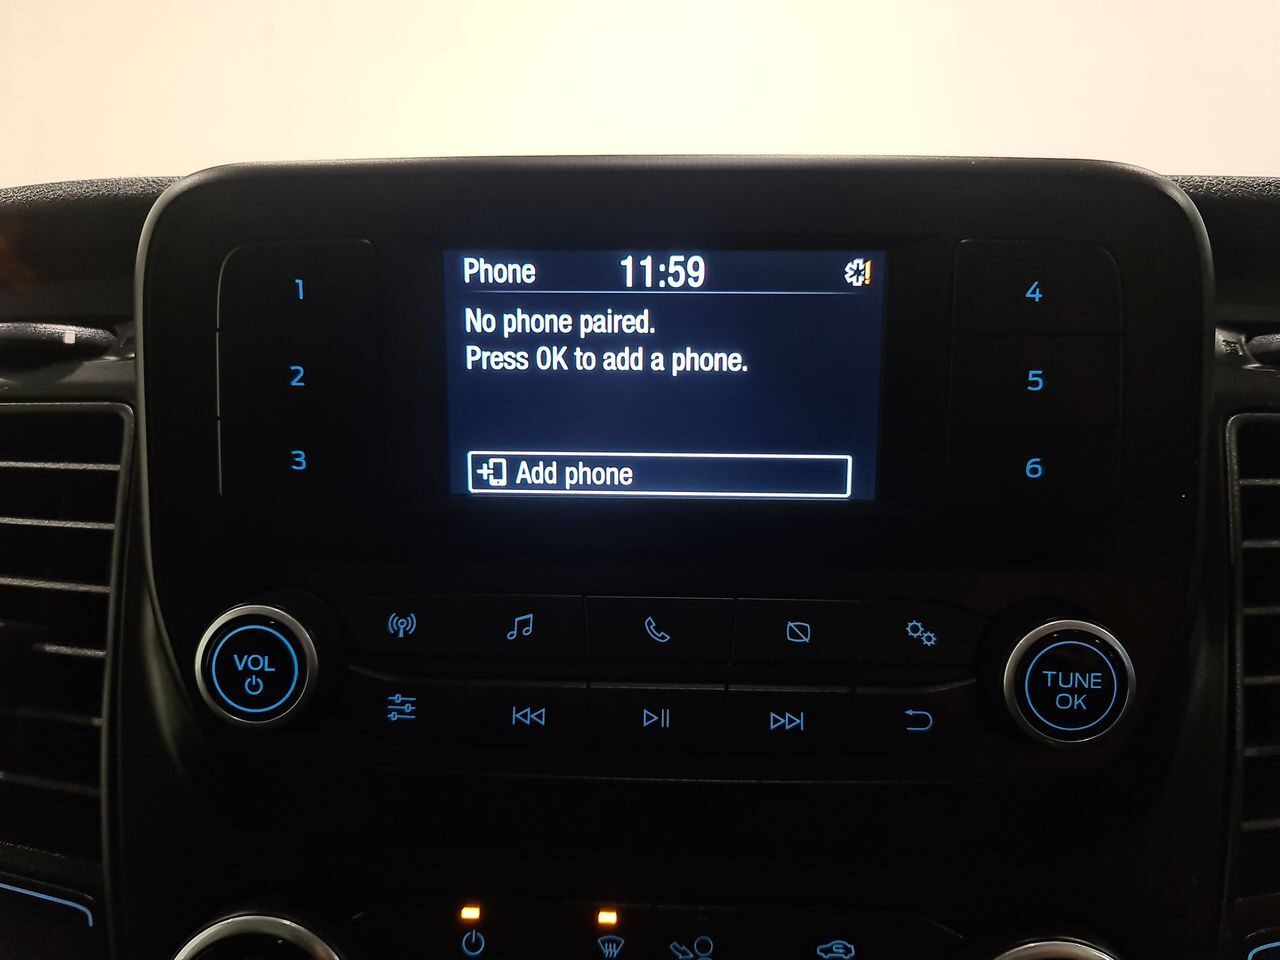 Phone 11:59
No phone paired.
Press OK to add a phone.
Add phone
1
2
3
4
5
6
VOL
TUNE
OK